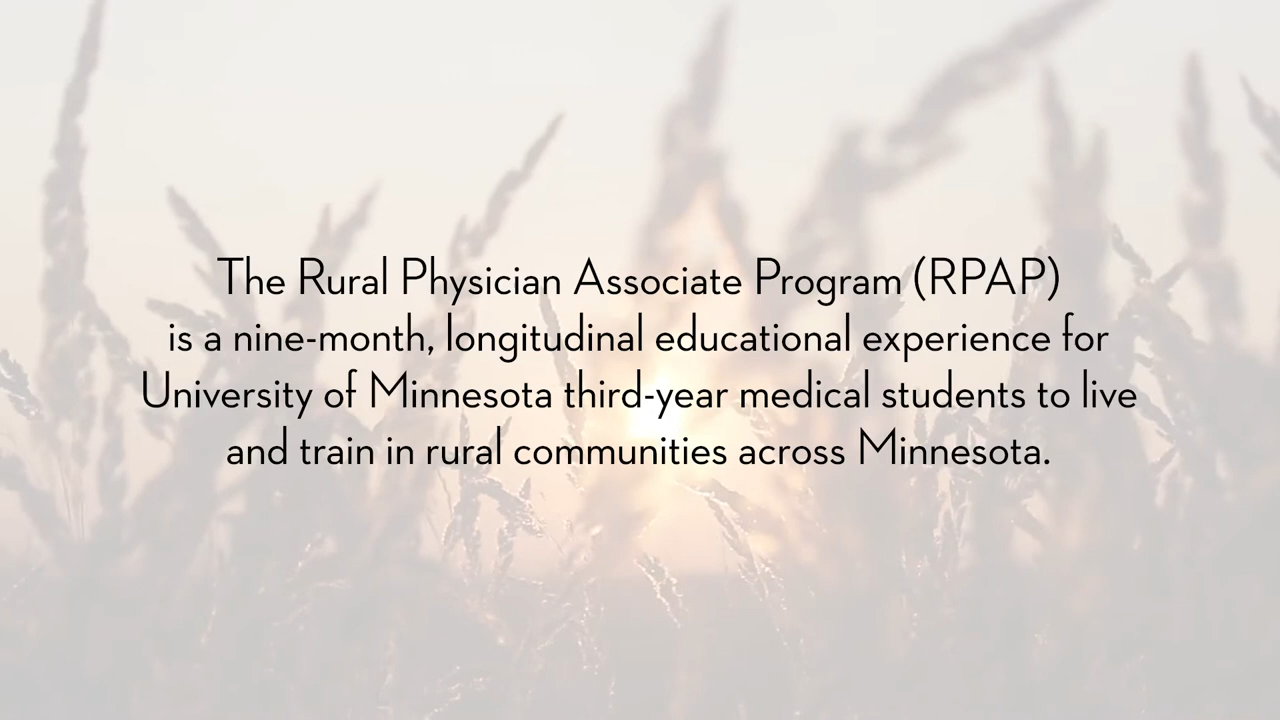 The Rural Physician Associate Program (RPAP)
is a nine-month, longitudinal educational experience for
University of Minnesota third-year medical students to live
and train in rural communities across Minnesota.